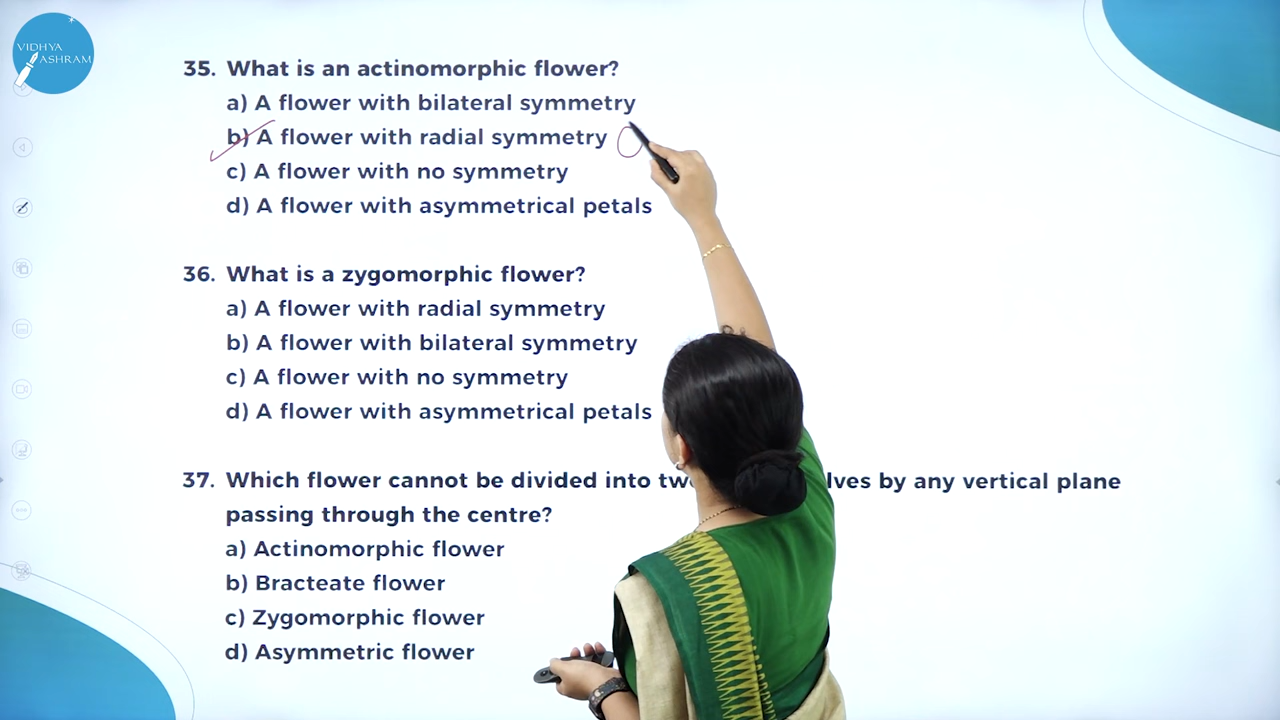 VIDHYA
ASHRAM
35. What is an actinomorphic flower?
a) A flower with bilateral symmetry
b) A flower with radial symmetry
c) A flower with no symmetry
d) A flower with asymmetrical petals
36. What is a zygomorphic flower?
a) A flower with radial symmetry
b) A flower with bilateral symmetry
c) A flower with no symmetry
d) A flower with asymmetrical petals
37. Which flower cannot be divided into by any vertical plane
passing through the centre?
a) Actinomorphic flower
b) Bracteate flower
c) Zygomorphic flower
d) Asymmetric flower